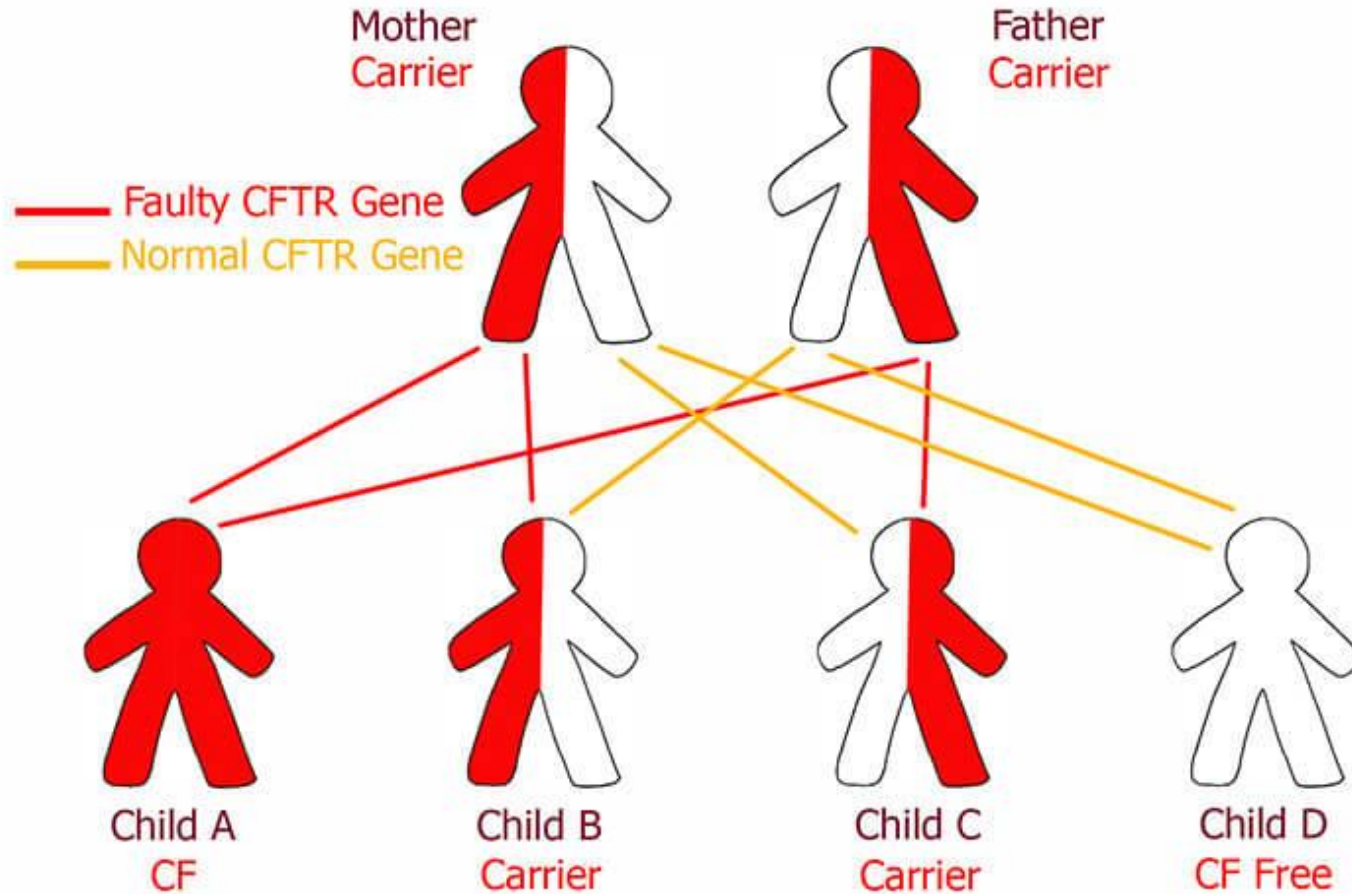 Mother
Carrier
Father
Carrier
Faulty CFTR Gene
Normal CFTR Gene
Child A
CF
Child B
Carrier
Child C
Carrier
Child D
CF Free